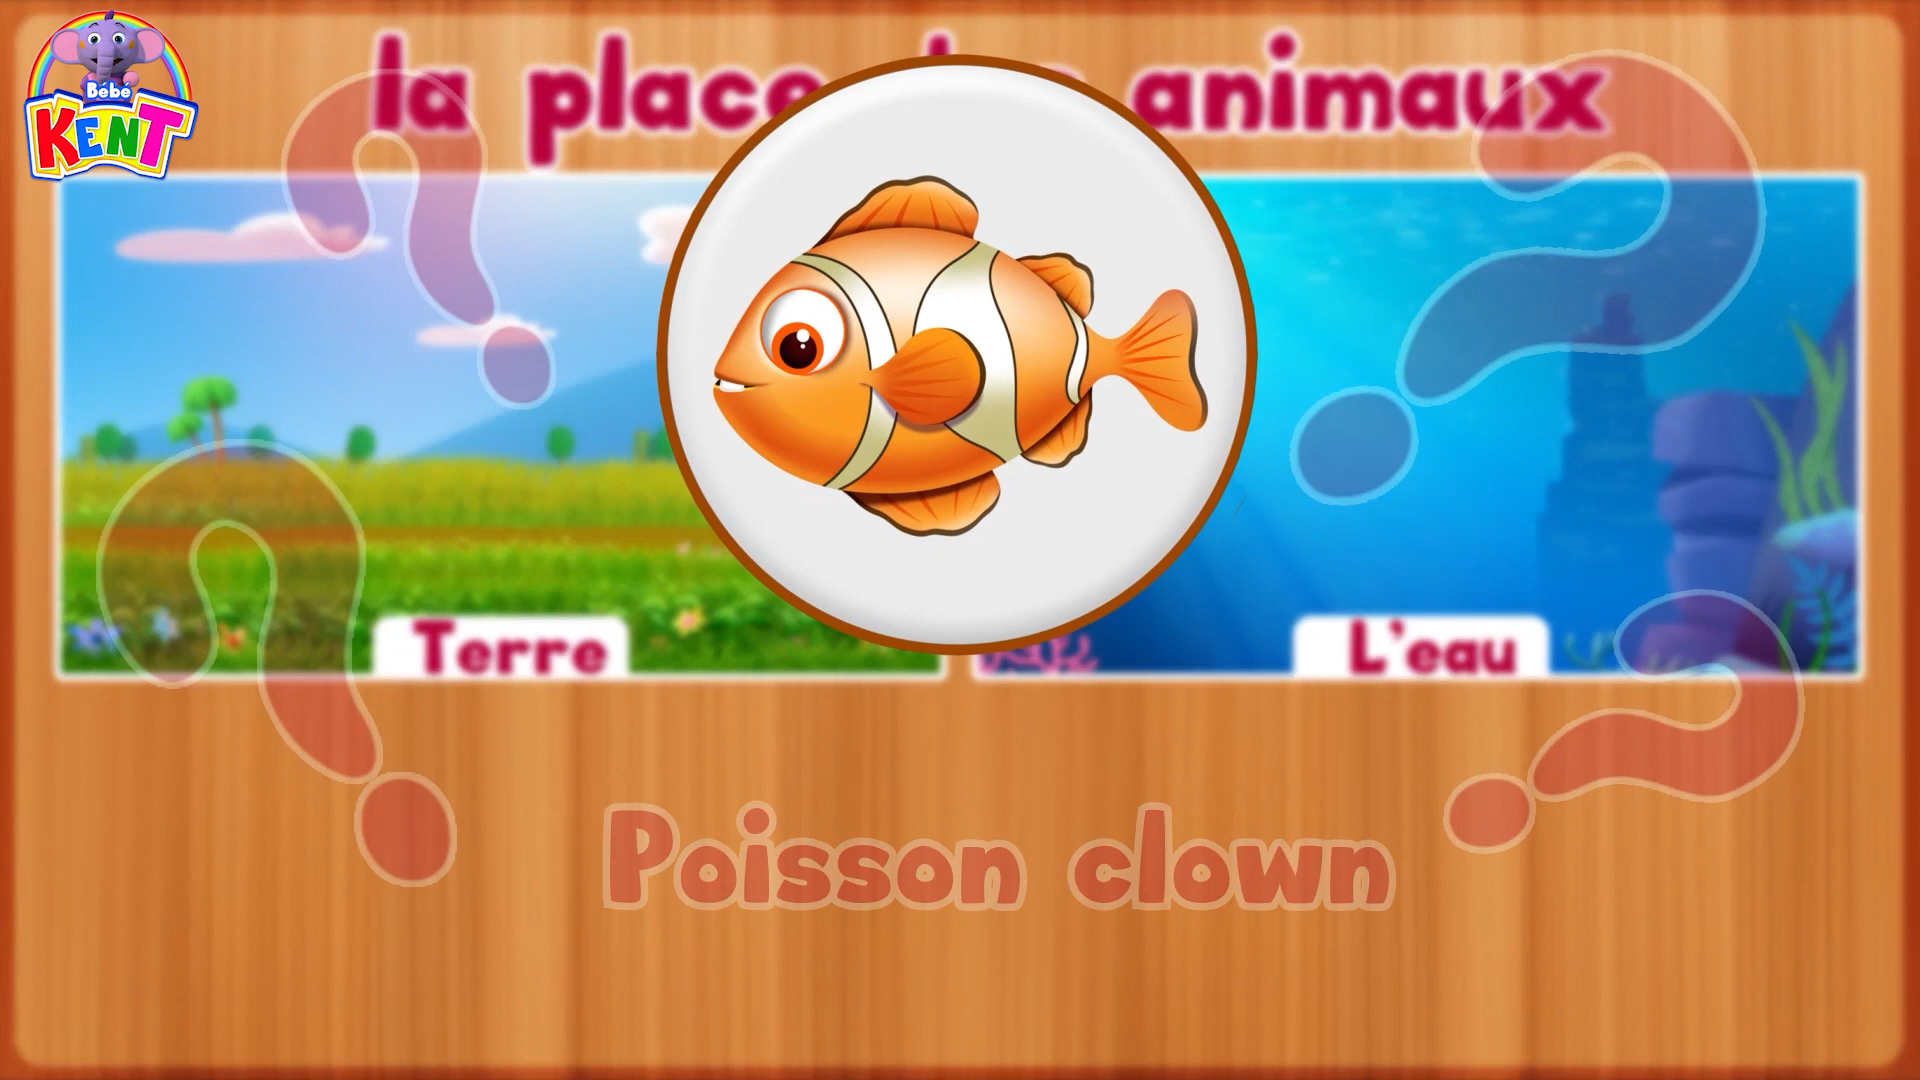 Bébé
KENT
la place animaux
Terre
L'eau
Poisson clown